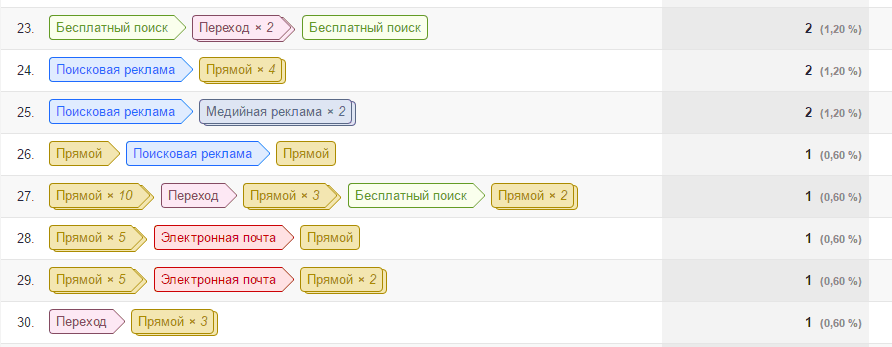 23. Бесплатный поиск Переход × 2 Бесплатный поиск 2 (1,20 %)
24. Поисковая реклама Прямой × 4 2 (1,20 %)
25. Поисковая реклама Медийная реклама × 2 2 (1,20 %)
26. Прямой Поисковая реклама Прямой 1 (0,60 %)
27. Прямой × 10 Переход Прямой × 3 Бесплатный поиск Прямой × 2 1 (0,60 %)
28. Прямой × 5 Электронная почта Прямой 1 (0,60 %)
29. Прямой × 5 Электронная почта Прямой × 2 1 (0,60 %)
30. Переход Прямой × 3 1 (0,60 %)